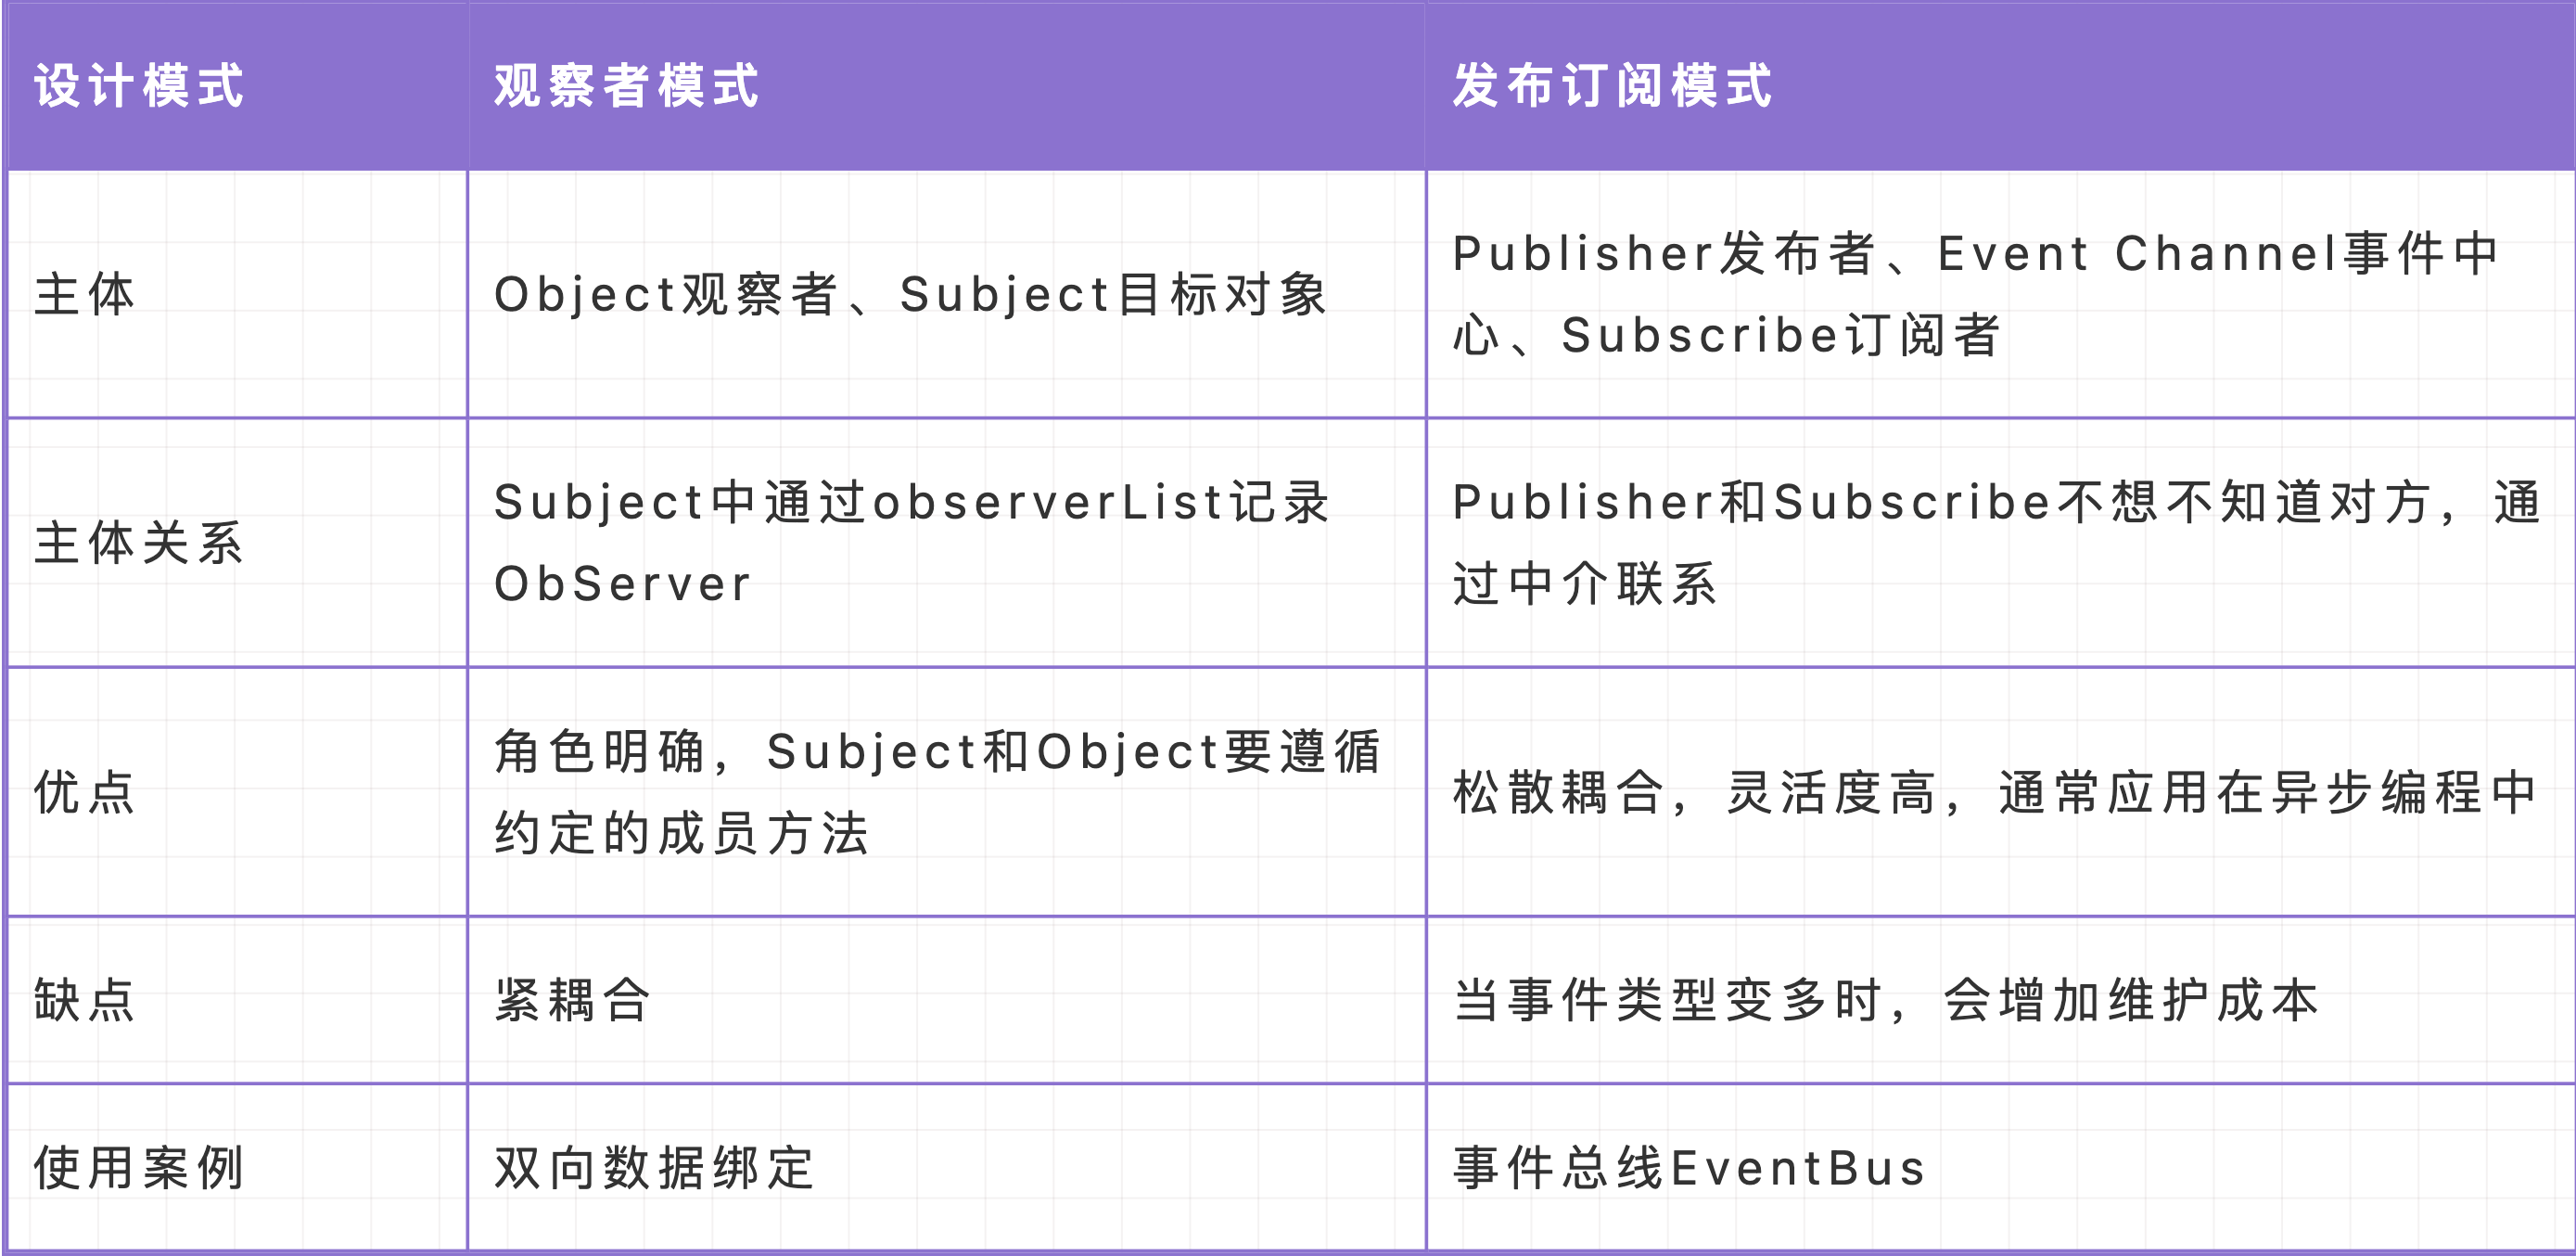 设计模式 观察者模式 发布订阅模式
主体 Object观察者、Subject目标对象 Publisher发布者、Event Channel事件中
心、Subscribe订阅者
主体关系 Subject中通过observerList记录
ObServer
Publisher和Subscribe不想不知道对方，通
过中介联系
优点 角色明确，Subject和Object要遵循
约定的成员方法
松散耦合，灵活度高，通常应用在异步编程中
缺点 紧耦合 当事件类型变多时，会增加维护成本
使用案例 双向数据绑定 事件总线EventBus